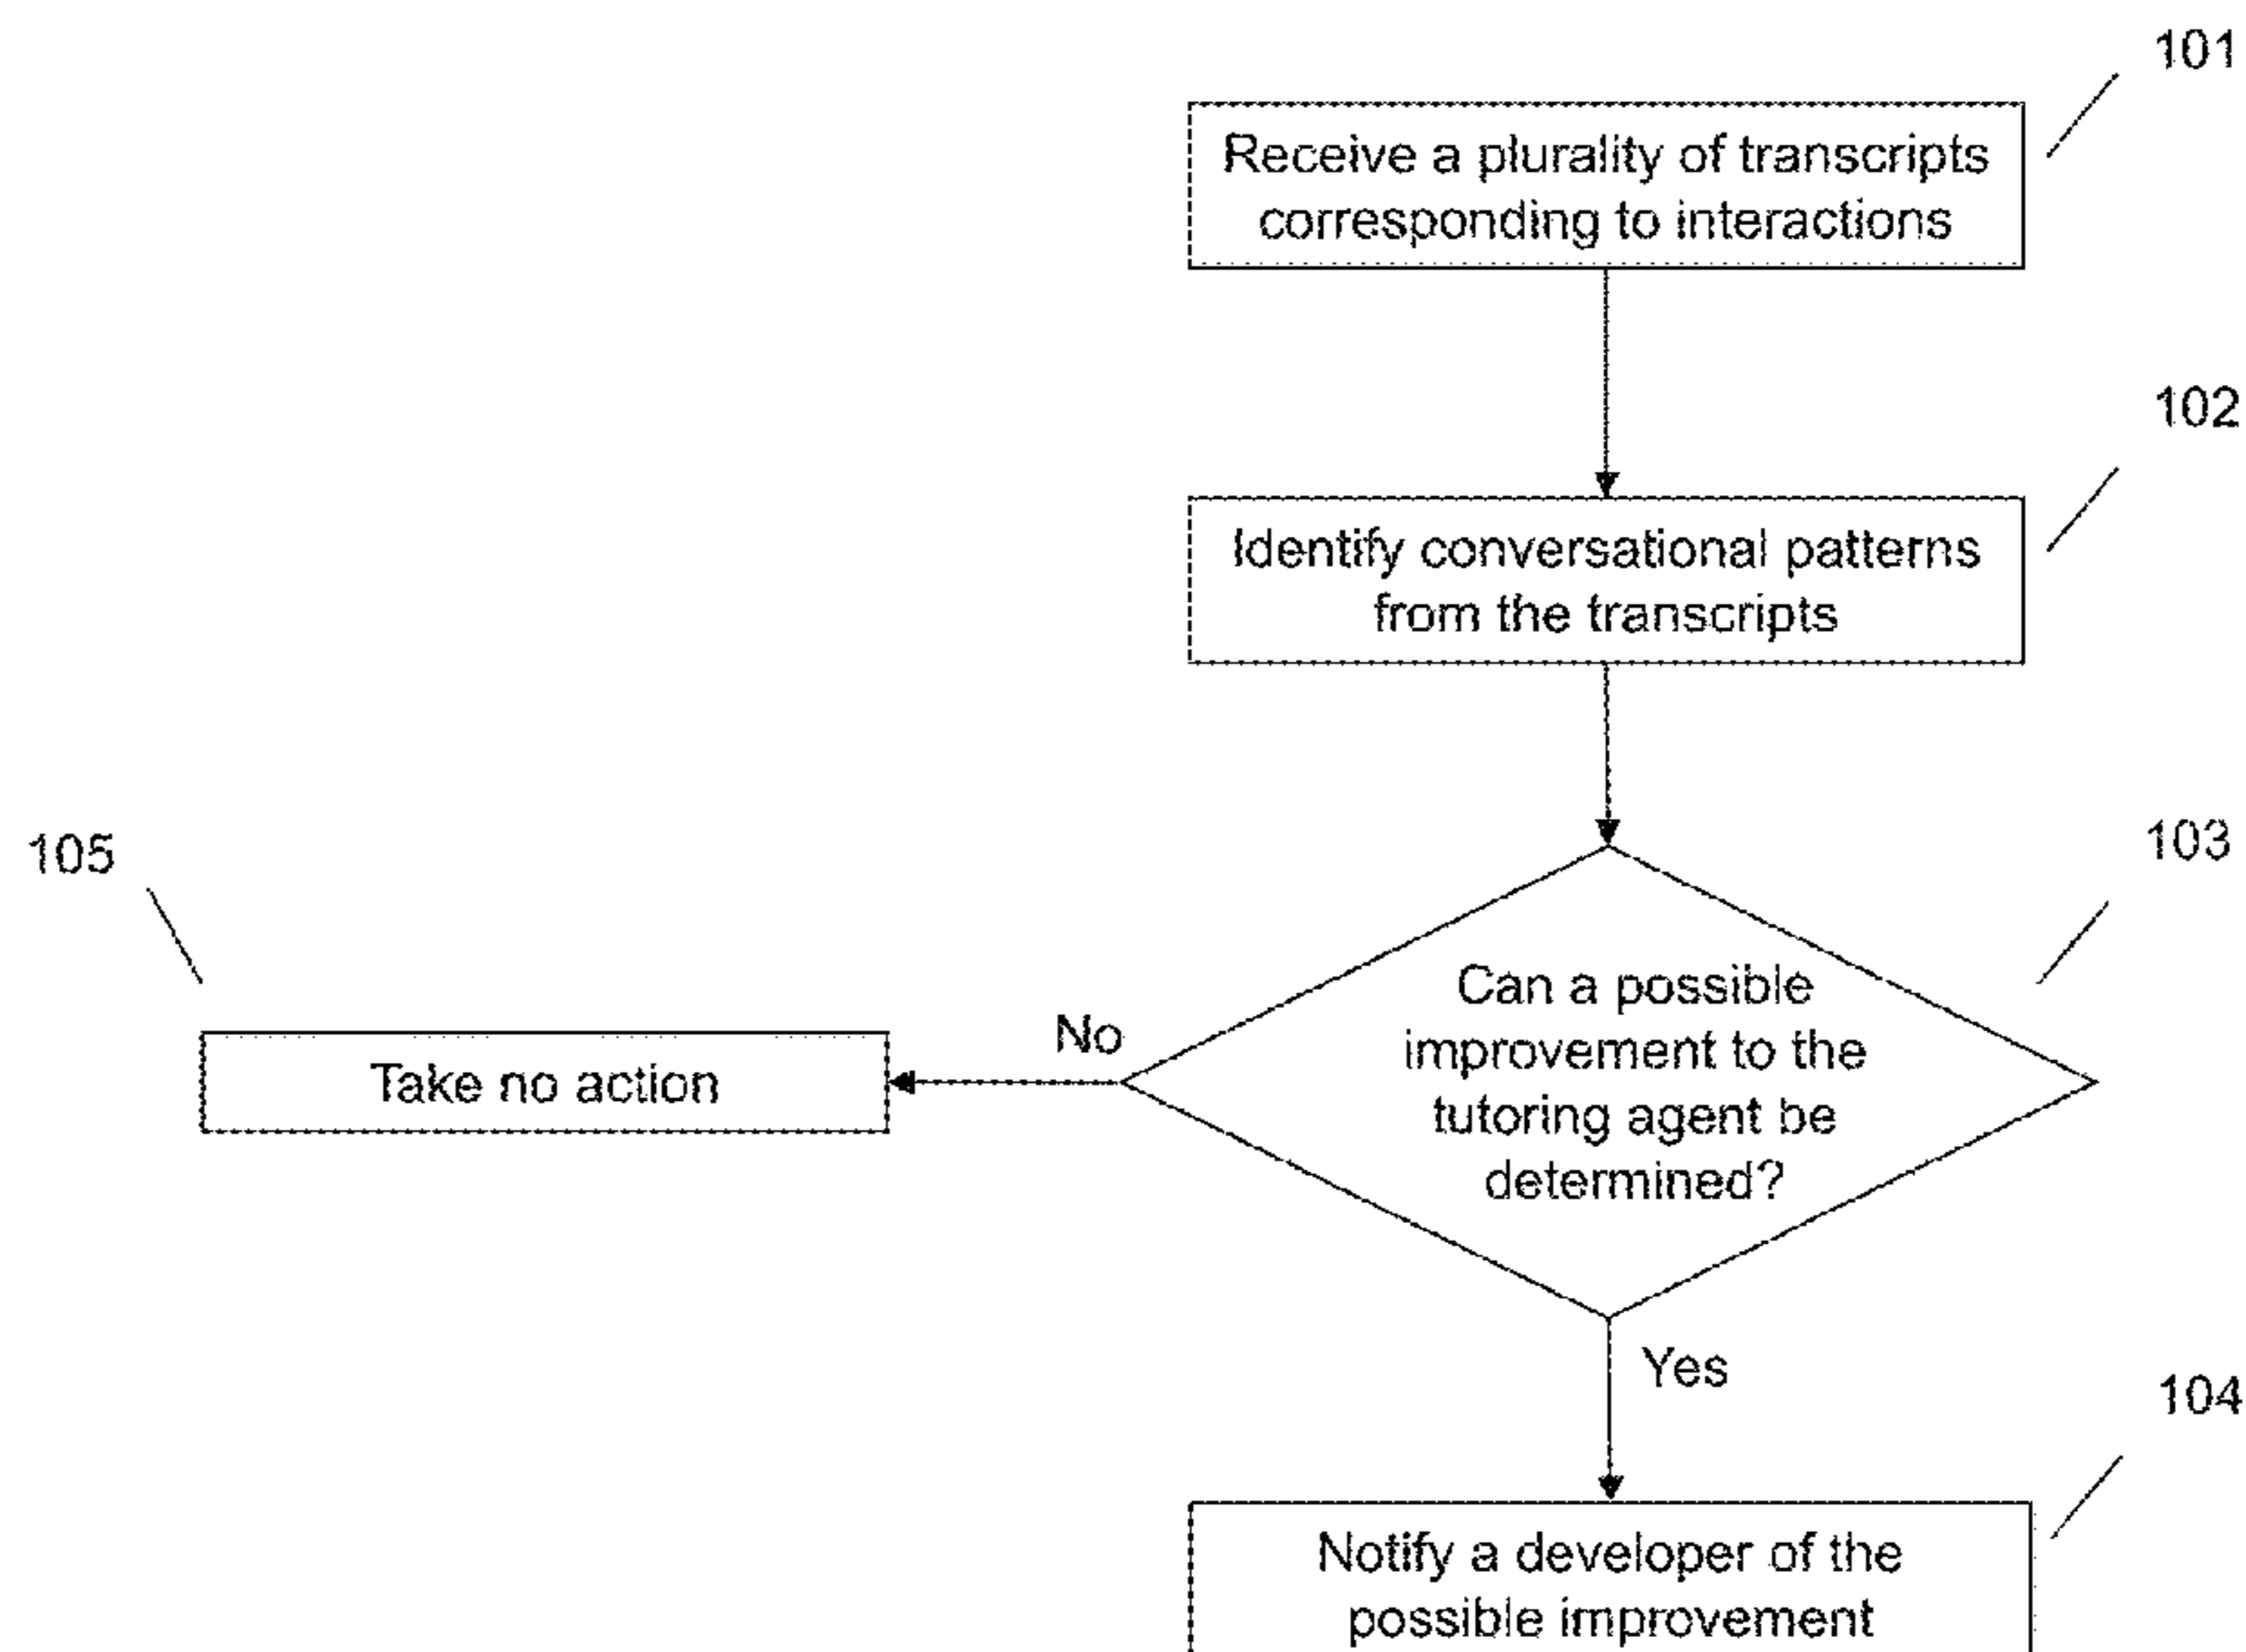 101
Receive a plurality of transcripts
corresponding to interactions
102
Identify conversational patterns
from the transcripts
103
105
Can a possible
improvement to the
tutoring agent be
determined?
No
Take no action
Yes
104
Notify a developer of the
possible improvement